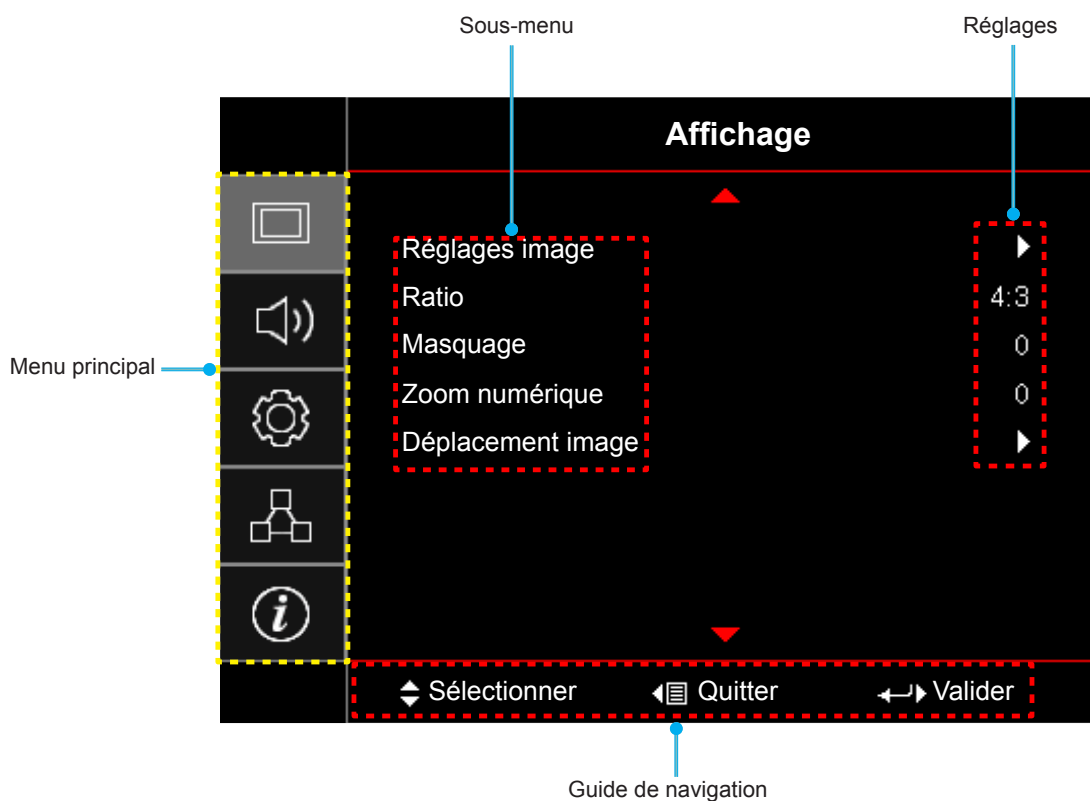 Sous-menu
Réglages
Affichage
Réglages image
Ratio 4:3
Masquage 0
Zoom numérique 0
Déplacement image
Menu principal
i
Sélectionner Quitter Valider
Guide de navigation